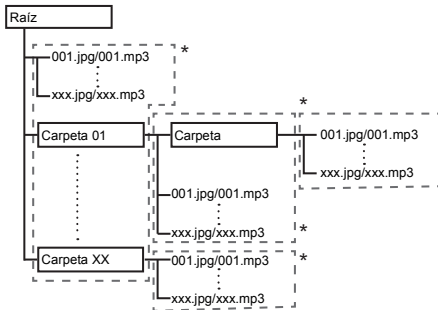 Raíz
001.jpg/001.mp3
*
xxx.jpg/xxx.mp3
*
*
Carpeta 01
Carpeta
001.jpg/001.mp3
xxx.jpg/xxx.mp3
001.jpg/001.mp3
xxx.jpg/xxx.mp3
*
Carpeta XX
001.jpg/001.mp3
*
xxx.jpg/xxx.mp3